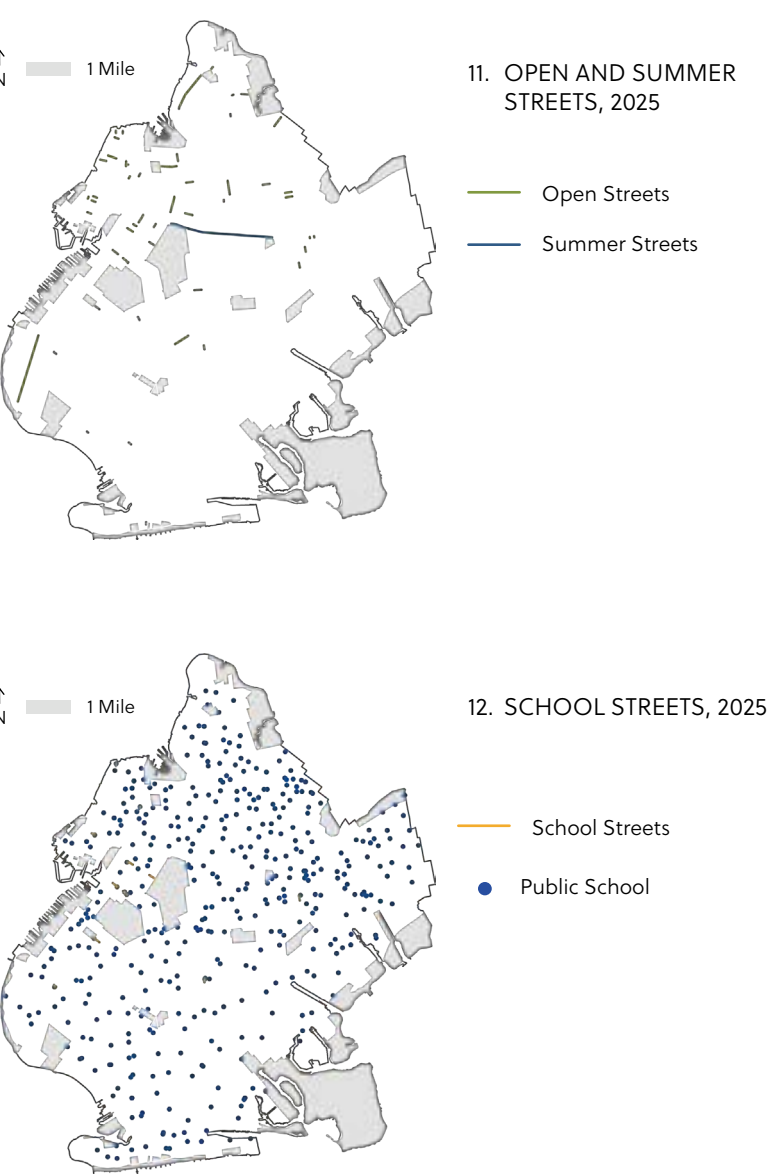 N
1 Mile
11. OPEN AND SUMMER
STREETS, 2025
Open Streets
Summer Streets
N
1 Mile
12. SCHOOL STREETS, 2025
School Streets
Public School